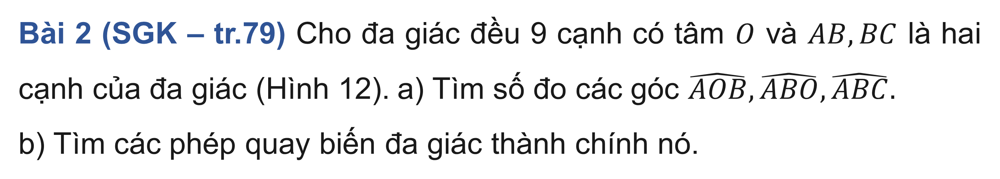 Bài 2 (SGK – tr.79) Cho đa giác đều 9 cạnh có tâm O và AB, BC là hai
cạnh của đa giác (Hình 12). a) Tìm số đo các góc $\widehat{AOB}, \widehat{ABO}, \widehat{ABC}$.
b) Tìm các phép quay biến đa giác thành chính nó.